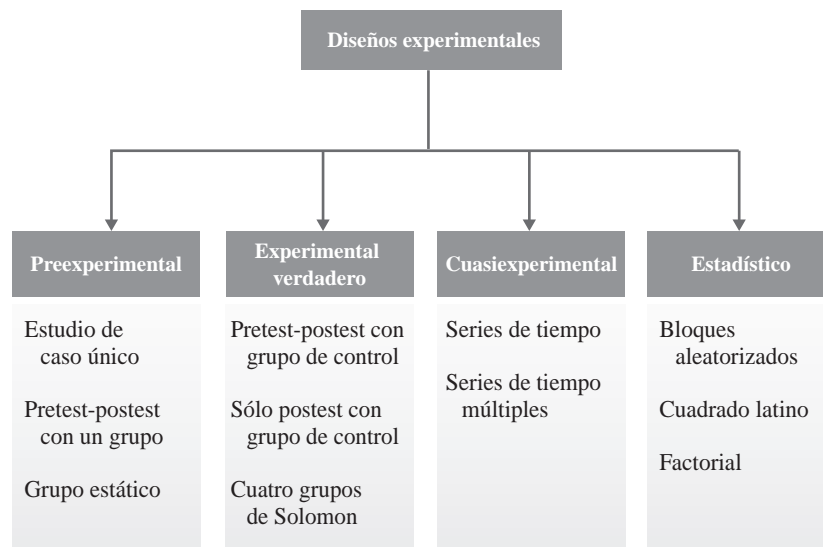 Diseños experimentales
Preexperimental
Experimental
verdadero
Cuasiexperimental
Estadístico
Estudio de
caso único
Pretest-postest
con un grupo
Grupo estático
Pretest-postest con
grupo de control
Sólo postest con
grupo de control
Cuatro grupos
de Solomon
Series de tiempo
Series de tiempo
múltiples
Bloques
aleatorizados
Cuadrado latino
Factorial